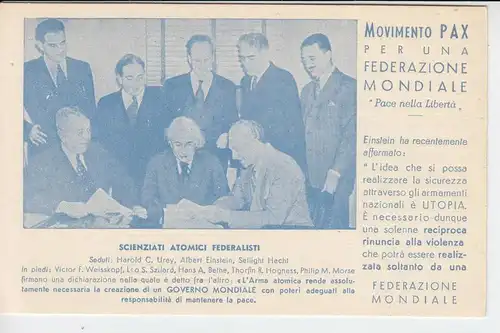 MOVIMENTO PAX
PER UNA
FEDERAZIONE
MONDIALE
"Pace nella Libertà"
Einstein ha recentemente
affermato:
"L'idea che si possa
realizzare la sicurezza
attraverso gli armamenti
nazionali è UTOPIA.
È necessario dunque
una solenne reciproca
rinuncia alla violenza
che potrà essere realiz-
zata soltanto da una
FEDERAZIONE
MONDIALE
SCIENZIATI ATOMICI FEDERALISTI
Seduti: Harold C. Urey, Albert Einstein, Sellight Hecht
In piedi: Victor F. Weisskopf, Leo S. Szilard, Hans A. Bethe, Thorfin R. Hogness, Philip M. Morse
firmano una dichiarazione nella quale è detto fra l'altro: «L'Arma atomica rende assolu-
tamente necessaria la creazione di un GOVERNO MONDIALE con poteri adeguati alla
responsabilità di mantenere la pace.